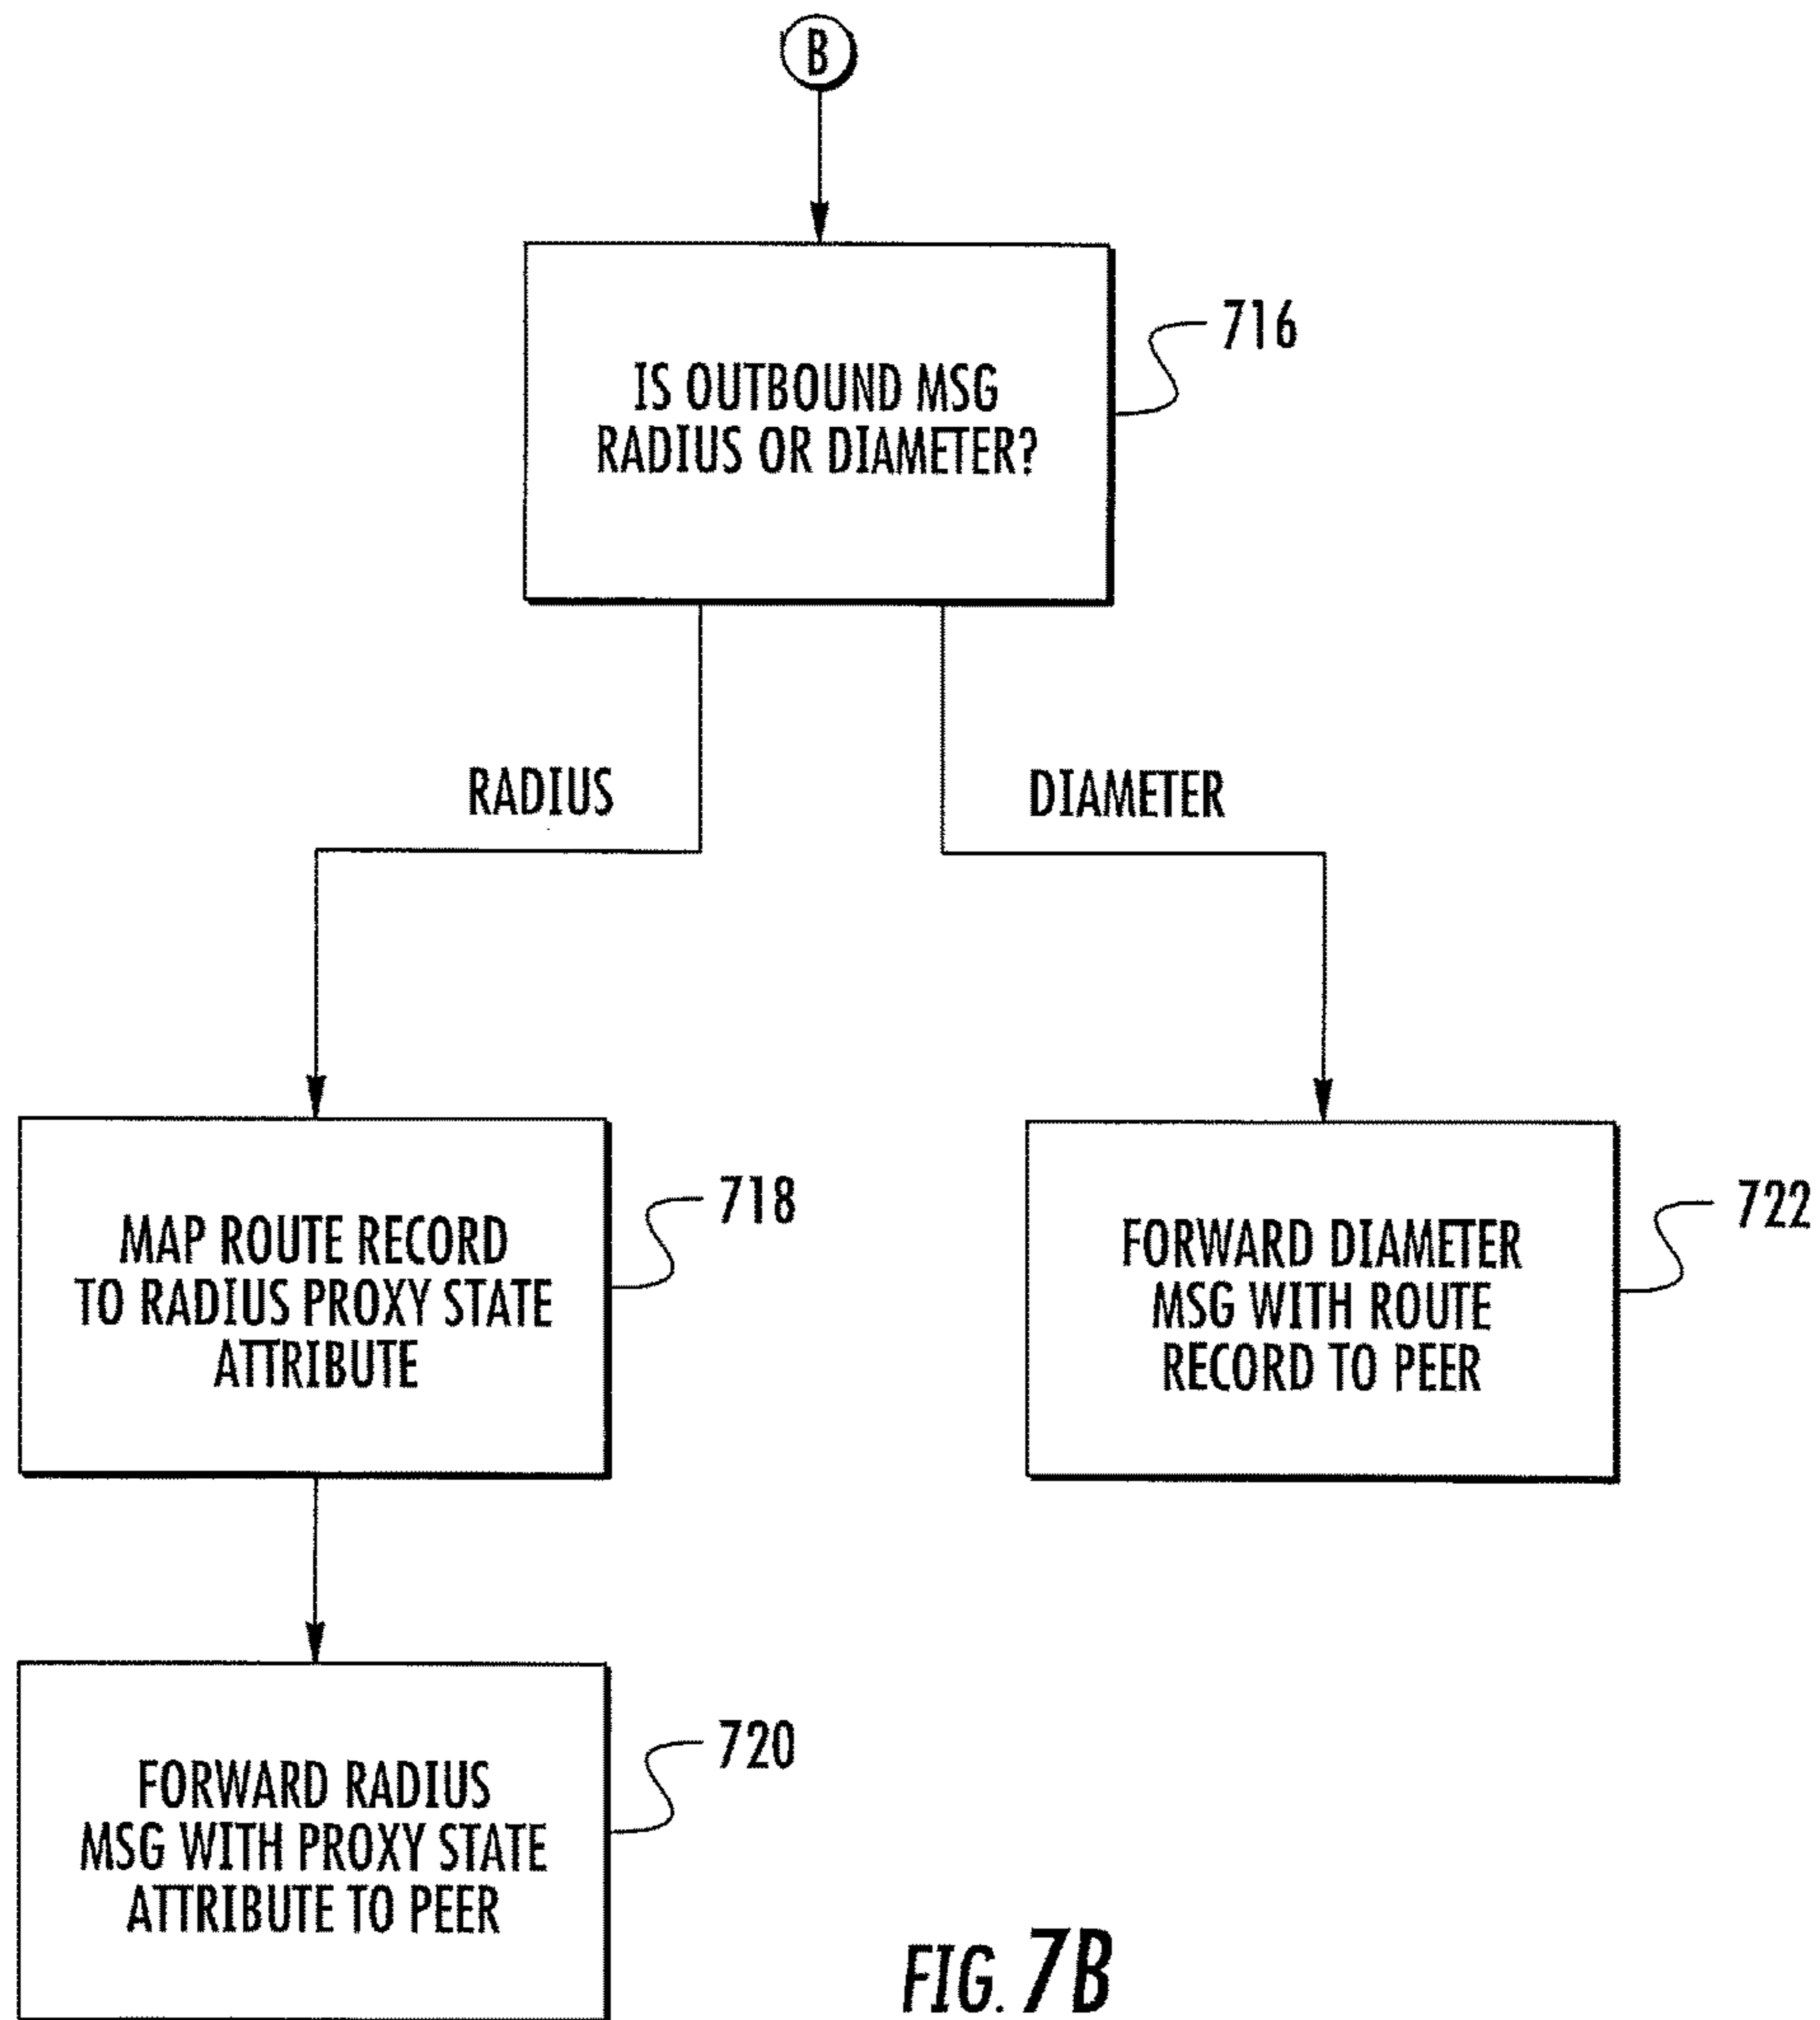 B
IS OUTBOUND MSG
RADIUS OR DIAMETER?
716
RADIUS
DIAMETER
MAP ROUTE RECORD
TO RADIUS PROXY STATE
ATTRIBUTE
718
FORWARD DIAMETER
MSG WITH ROUTE
RECORD TO PEER
722
FORWARD RADIUS
MSG WITH PROXY STATE
ATTRIBUTE TO PEER
720
FIG. 7B